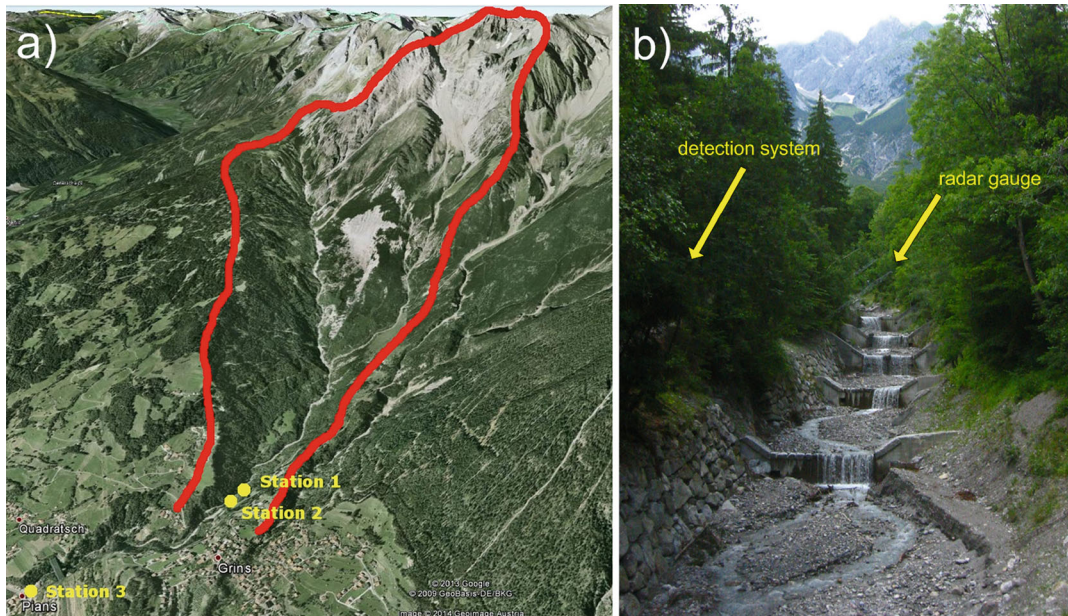 a)
Station 1
Station 2
Quadratsch
Grins
Station 3
Pians
© 2013 Google
© 2009 GeoBasis-DE/BKG
Image © 2014 Geoimage Austria
b)
detection system
radar gauge